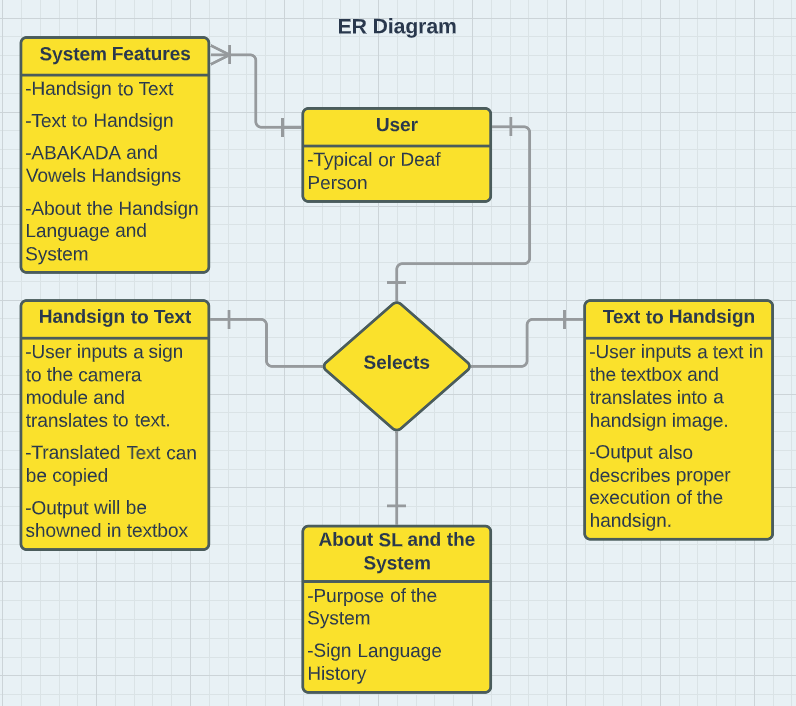 ER Diagram
System Features
-Handsign to Text
-Text to Handsign
-ABAKADA and
Vowels Handsigns
-About the Handsign
Language and
System
User
-Typical or Deaf
Person
Handsign to Text
-User inputs a sign
to the camera
module and
translates to text.
-Translated Text can
be copied
-Output will be
showned in textbox
Selects
Text to Handsign
-User inputs a text in
the textbox and
translates into a
handsign image.
-Output also
describes proper
execution of the
handsign.
About SL and the
System
-Purpose of the
System
-Sign Language
History